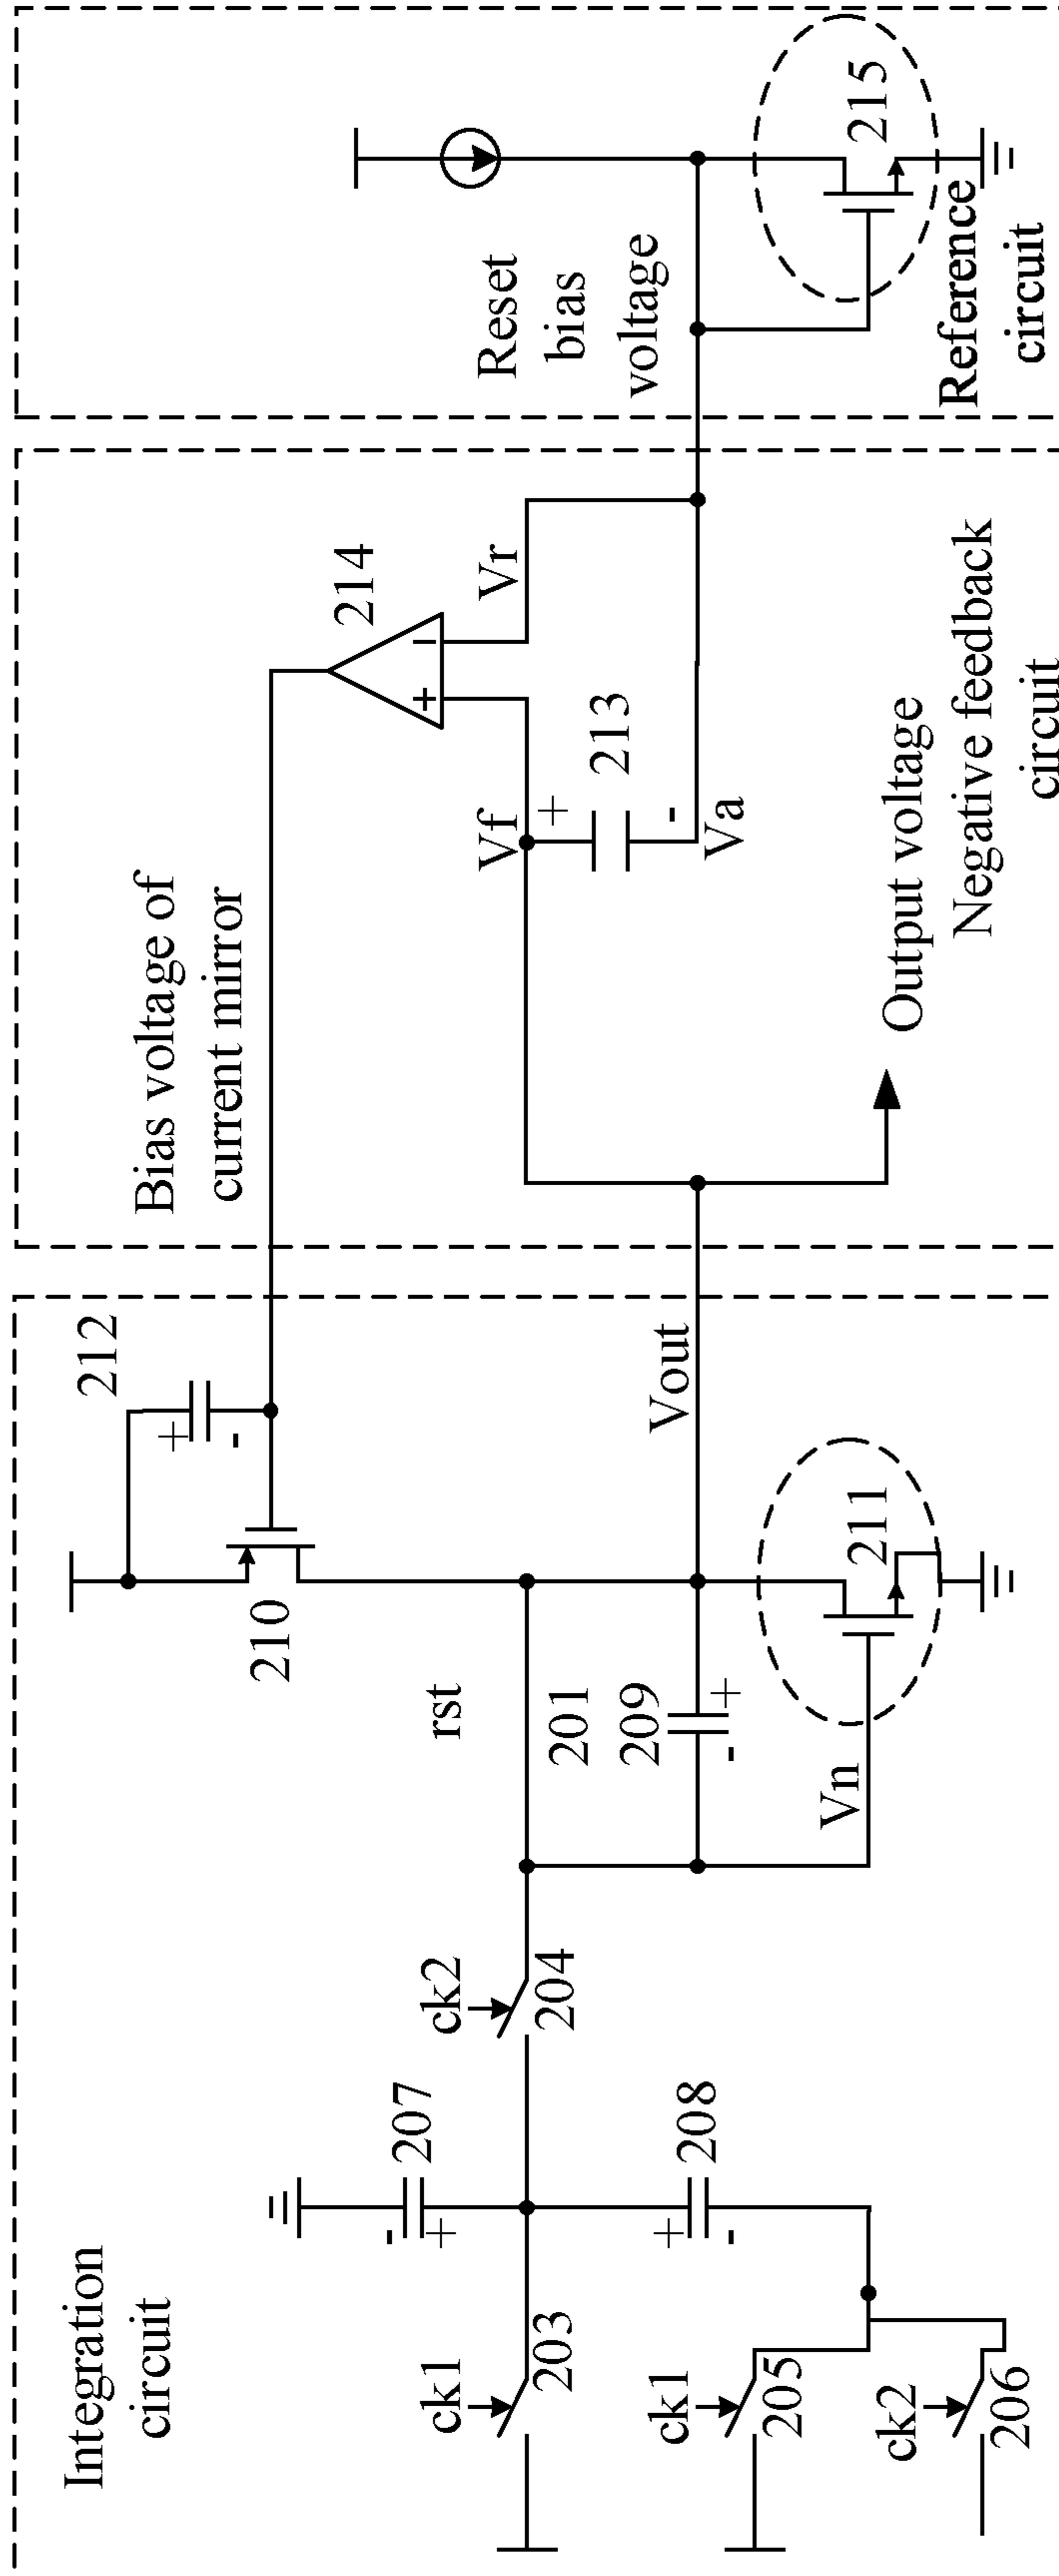 Integration
circuit
ck1
203
ck1
205
ck2
206
207
-
+
208
+
-
ck2
204
rst
201
209
-
+
Vn
210
211
212
+
-
Vout
Bias voltage of
current mirror
214
+
-
Vf
Vr
+
213
-
Va
Output voltage
Negative feedback
circuit
Reset
bias
voltage
215
Reference
circuit